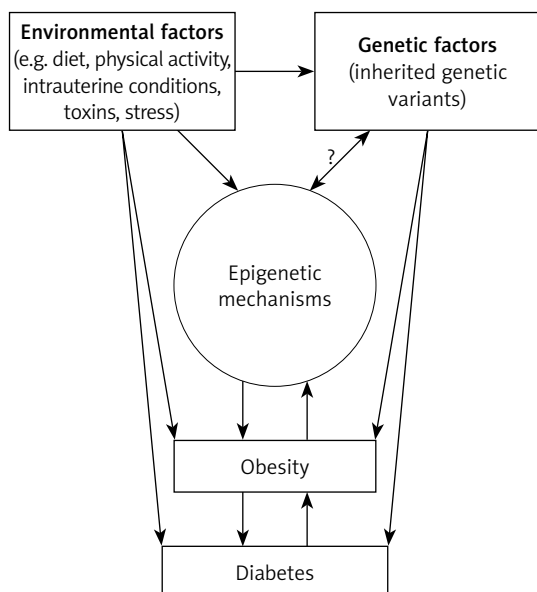 Environmental factors
(e.g. diet, physical activity,
intrauterine conditions,
toxins, stress)
Genetic factors
(inherited genetic
variants)
?
Epigenetic
mechanisms
Obesity
Diabetes